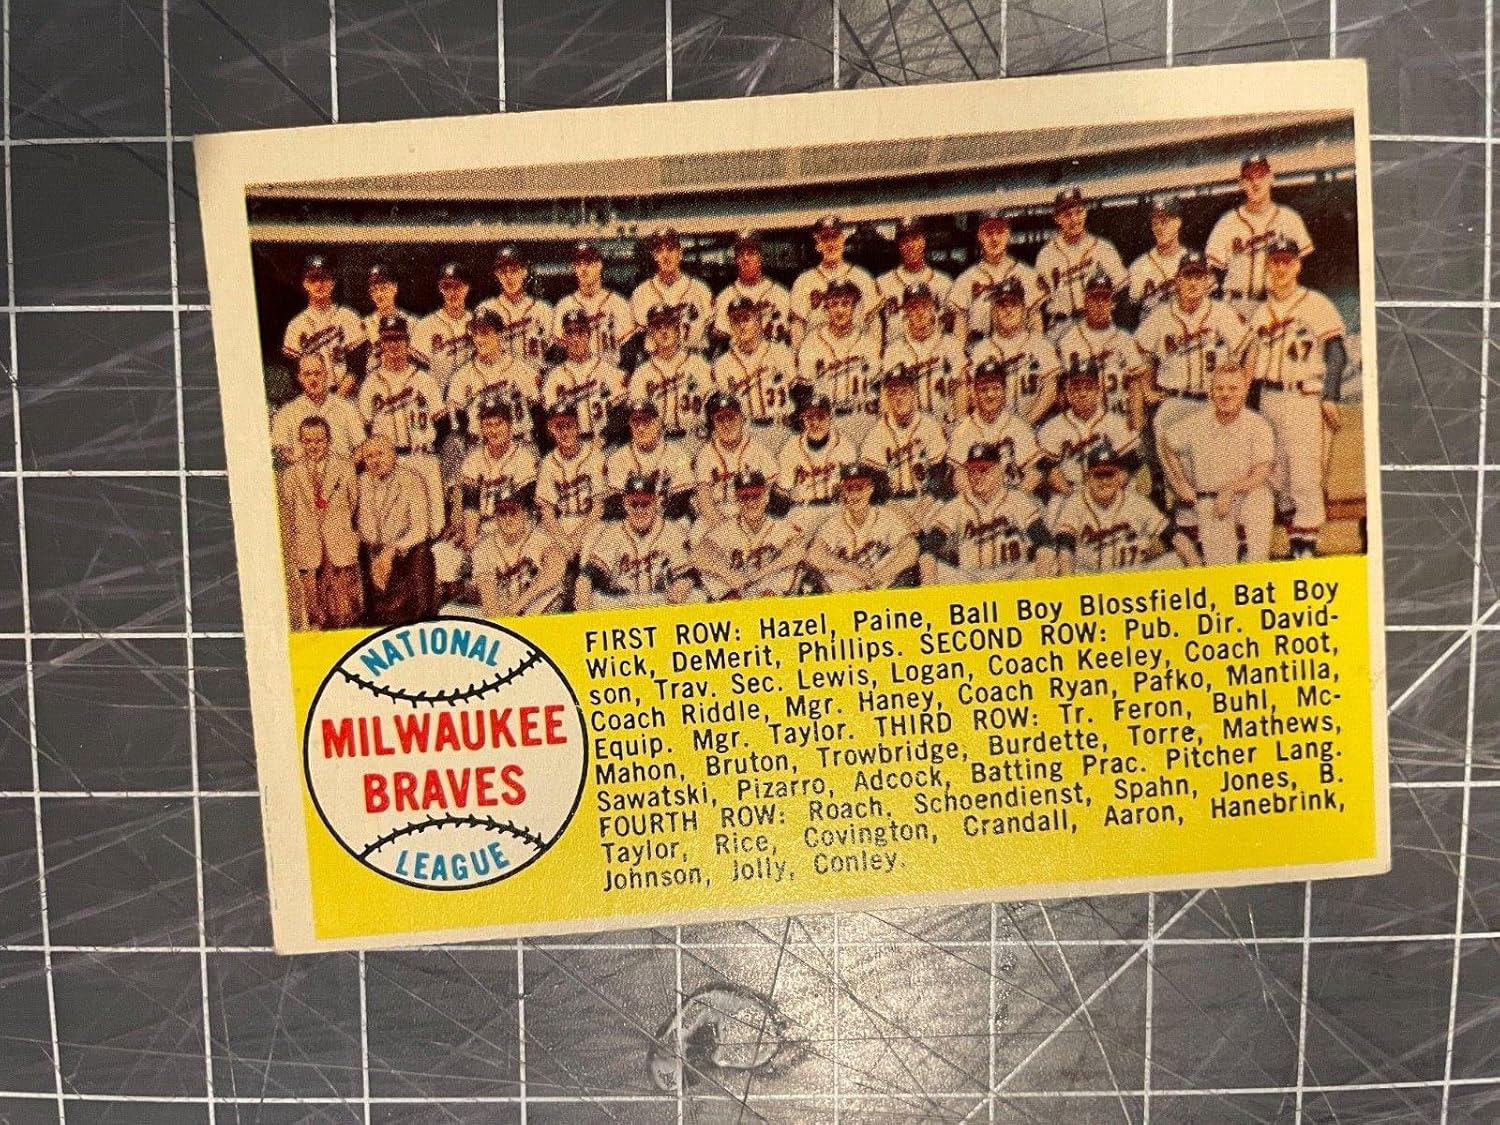 NATIONAL
MILWAUKEE
BRAVES
LEAGUE
FIRST ROW: Hazel, Paine, Ball Boy Blossfield, Bat Boy
Wick, DeMerit, Phillips. SECOND ROW: Pub. Dir. David-
son, Trav. Sec. Lewis, Logan, Coach Keeley, Coach Root,
Coach Riddle, Mgr. Haney, Coach Ryan, Pafko, Mantilla,
Equip. Mgr. Taylor. THIRD ROW: Tr. Feron, Buhl, Mc-
Mahon, Bruton, Trowbridge, Burdette, Torre, Mathews,
Sawatski, Pizarro, Adcock, Batting Prac. Pitcher Lang.
FOURTH ROW: Roach, Schoendienst, Spahn, Jones, B.
Taylor, Rice, Covington, Crandall, Aaron, Hanebrink,
Johnson, Jolly, Conley.